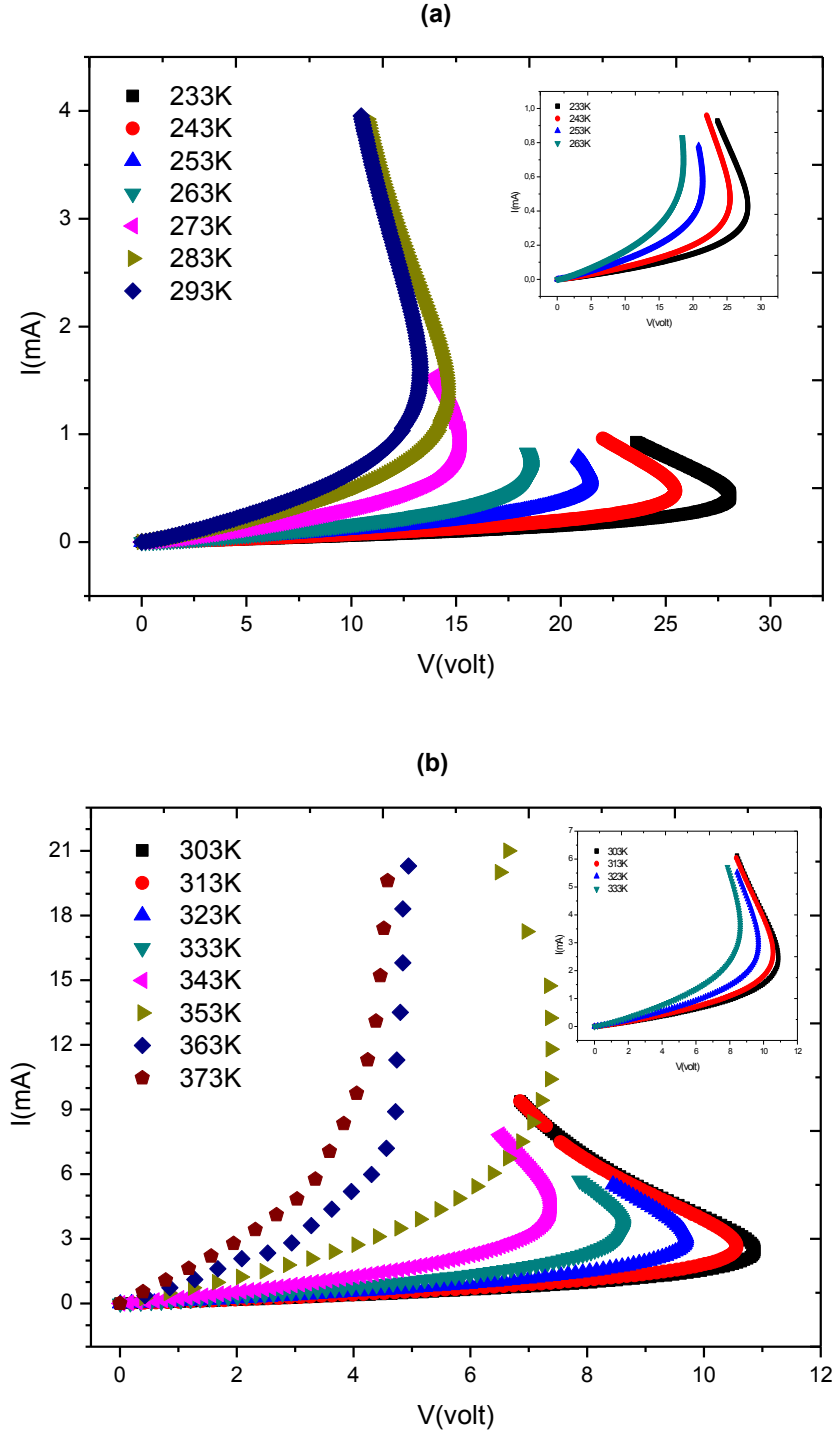 (a)
233K
243K
253K
263K
273K
283K
293K
I(mA)
4
3
2
1
0
0
5
10
15
20
25
30
V(volt)
233K
243K
253K
263K
I(mA)
1,0
0,8
0,6
0,4
0,2
0,0
0
5
10
15
20
25
30
V(volt)
(b)
303K
313K
323K
333K
343K
353K
363K
373K
I(mA)
21
18
15
12
9
6
3
0
0
2
4
6
8
10
12
V(volt)
303K
313K
323K
333K
I(mA)
7
6
5
4
3
2
1
0
0
2
4
6
8
10
12
V(volt)